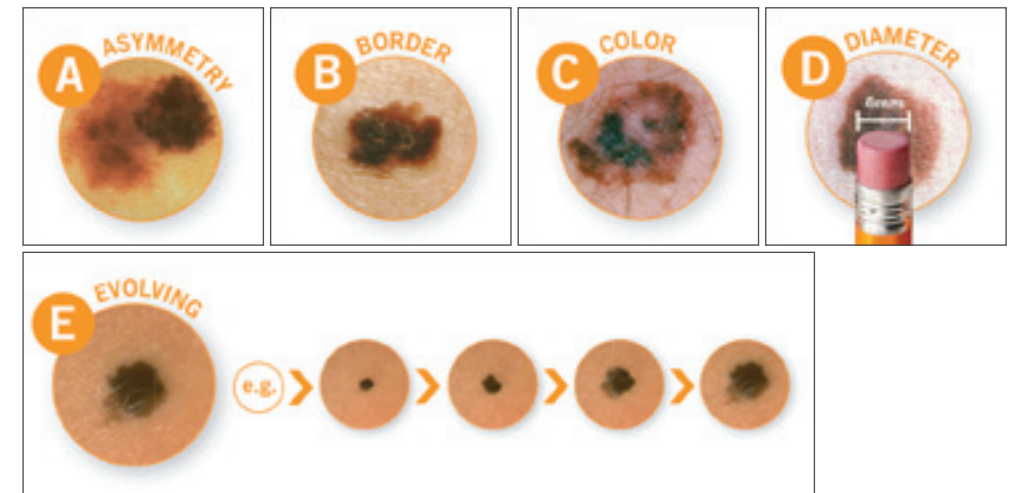 A ASYMMETRY
B BORDER
C COLOR
D DIAMETER
6mm
E EVOLVING
e.g.